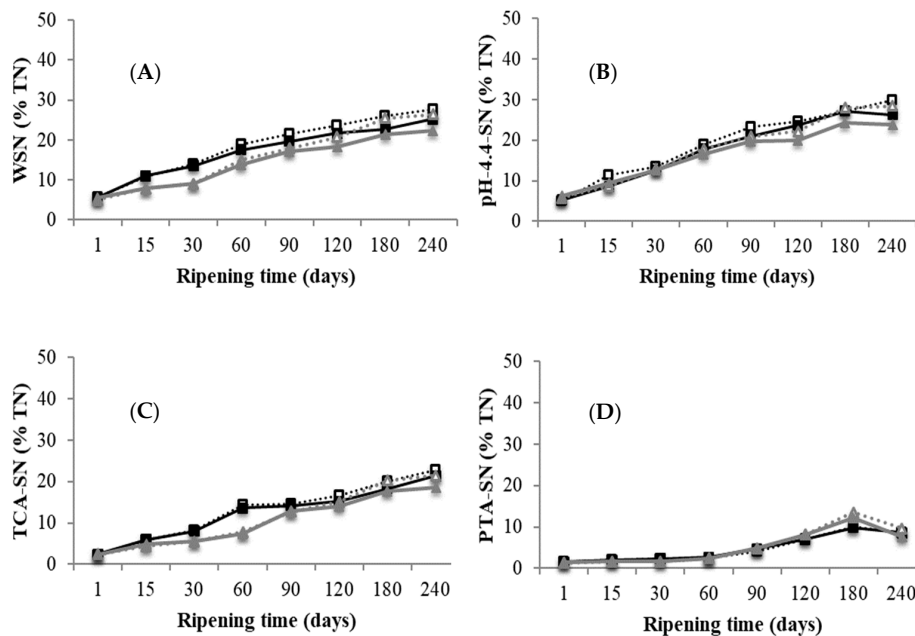 50
40
30
20
10
0
WSN (% TN)
(A)
1 15 30 60 90 120 180 240
Ripening time (days)
50
40
30
20
10
0
pH-4.4-SN (% TN)
(B)
1 15 30 60 90 120 180 240
Ripening time (days)
50
40
30
20
10
0
TCA-SN (% TN)
(C)
1 15 30 60 90 120 180 240
Ripening time (days)
50
40
30
20
10
0
PTA-SN (% TN)
(D)
1 15 30 60 90 120 180 240
Ripening time (days)